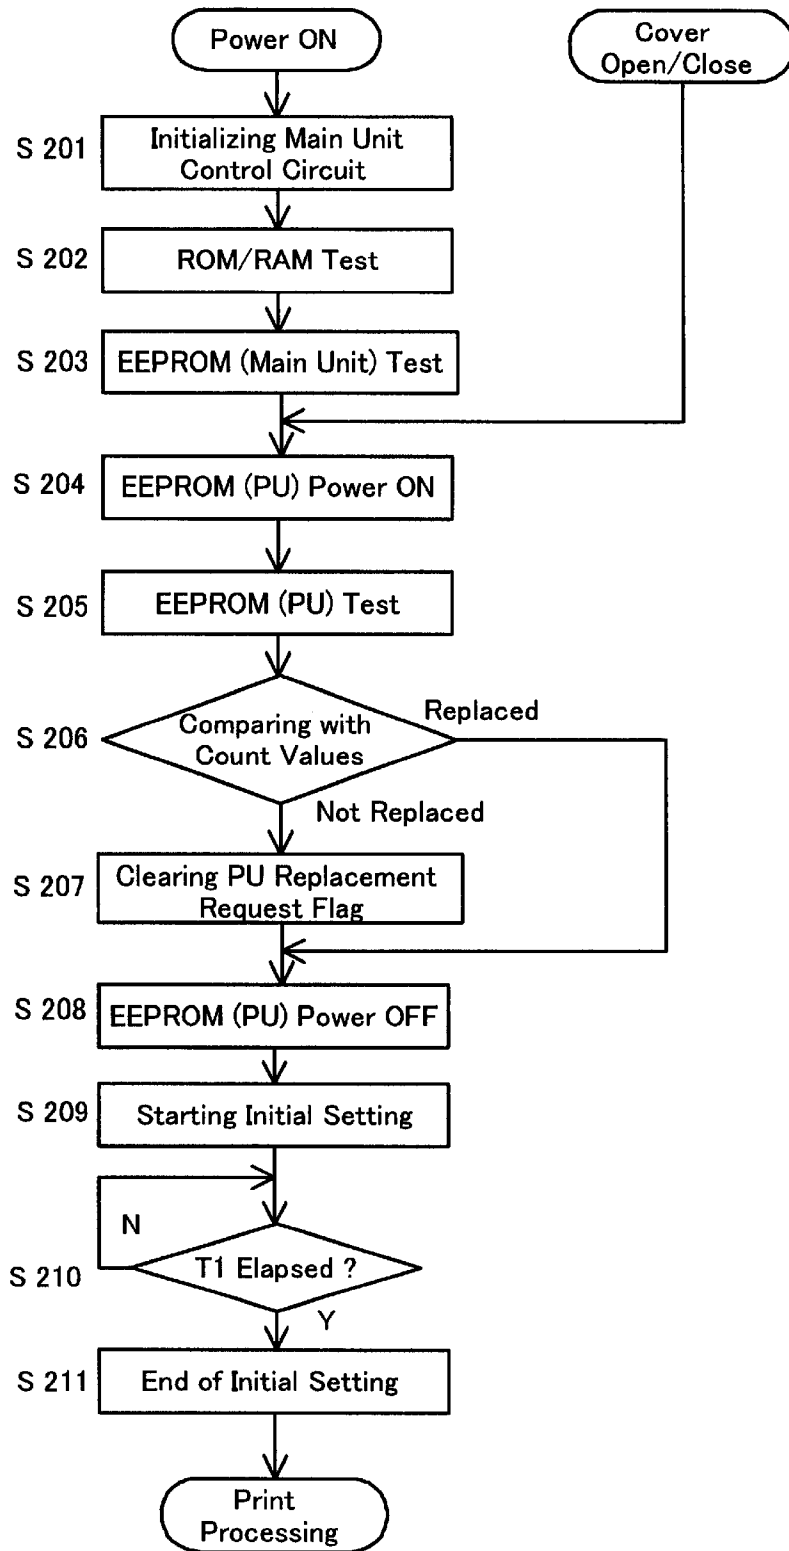 Power ON
Cover
Open/Close
S 201
Initializing Main Unit
Control Circuit
S 202
ROM/RAM Test
S 203
EEPROM (Main Unit) Test
S 204
EEPROM (PU) Power ON
S 205
EEPROM (PU) Test
S 206
Comparing with
Count Values
Replaced
Not Replaced
S 207
Clearing PU Replacement
Request Flag
S 208
EEPROM (PU) Power OFF
S 209
Starting Initial Setting
N
S 210
T1 Elapsed ?
Y
S 211
End of Initial Setting
Print
Processing